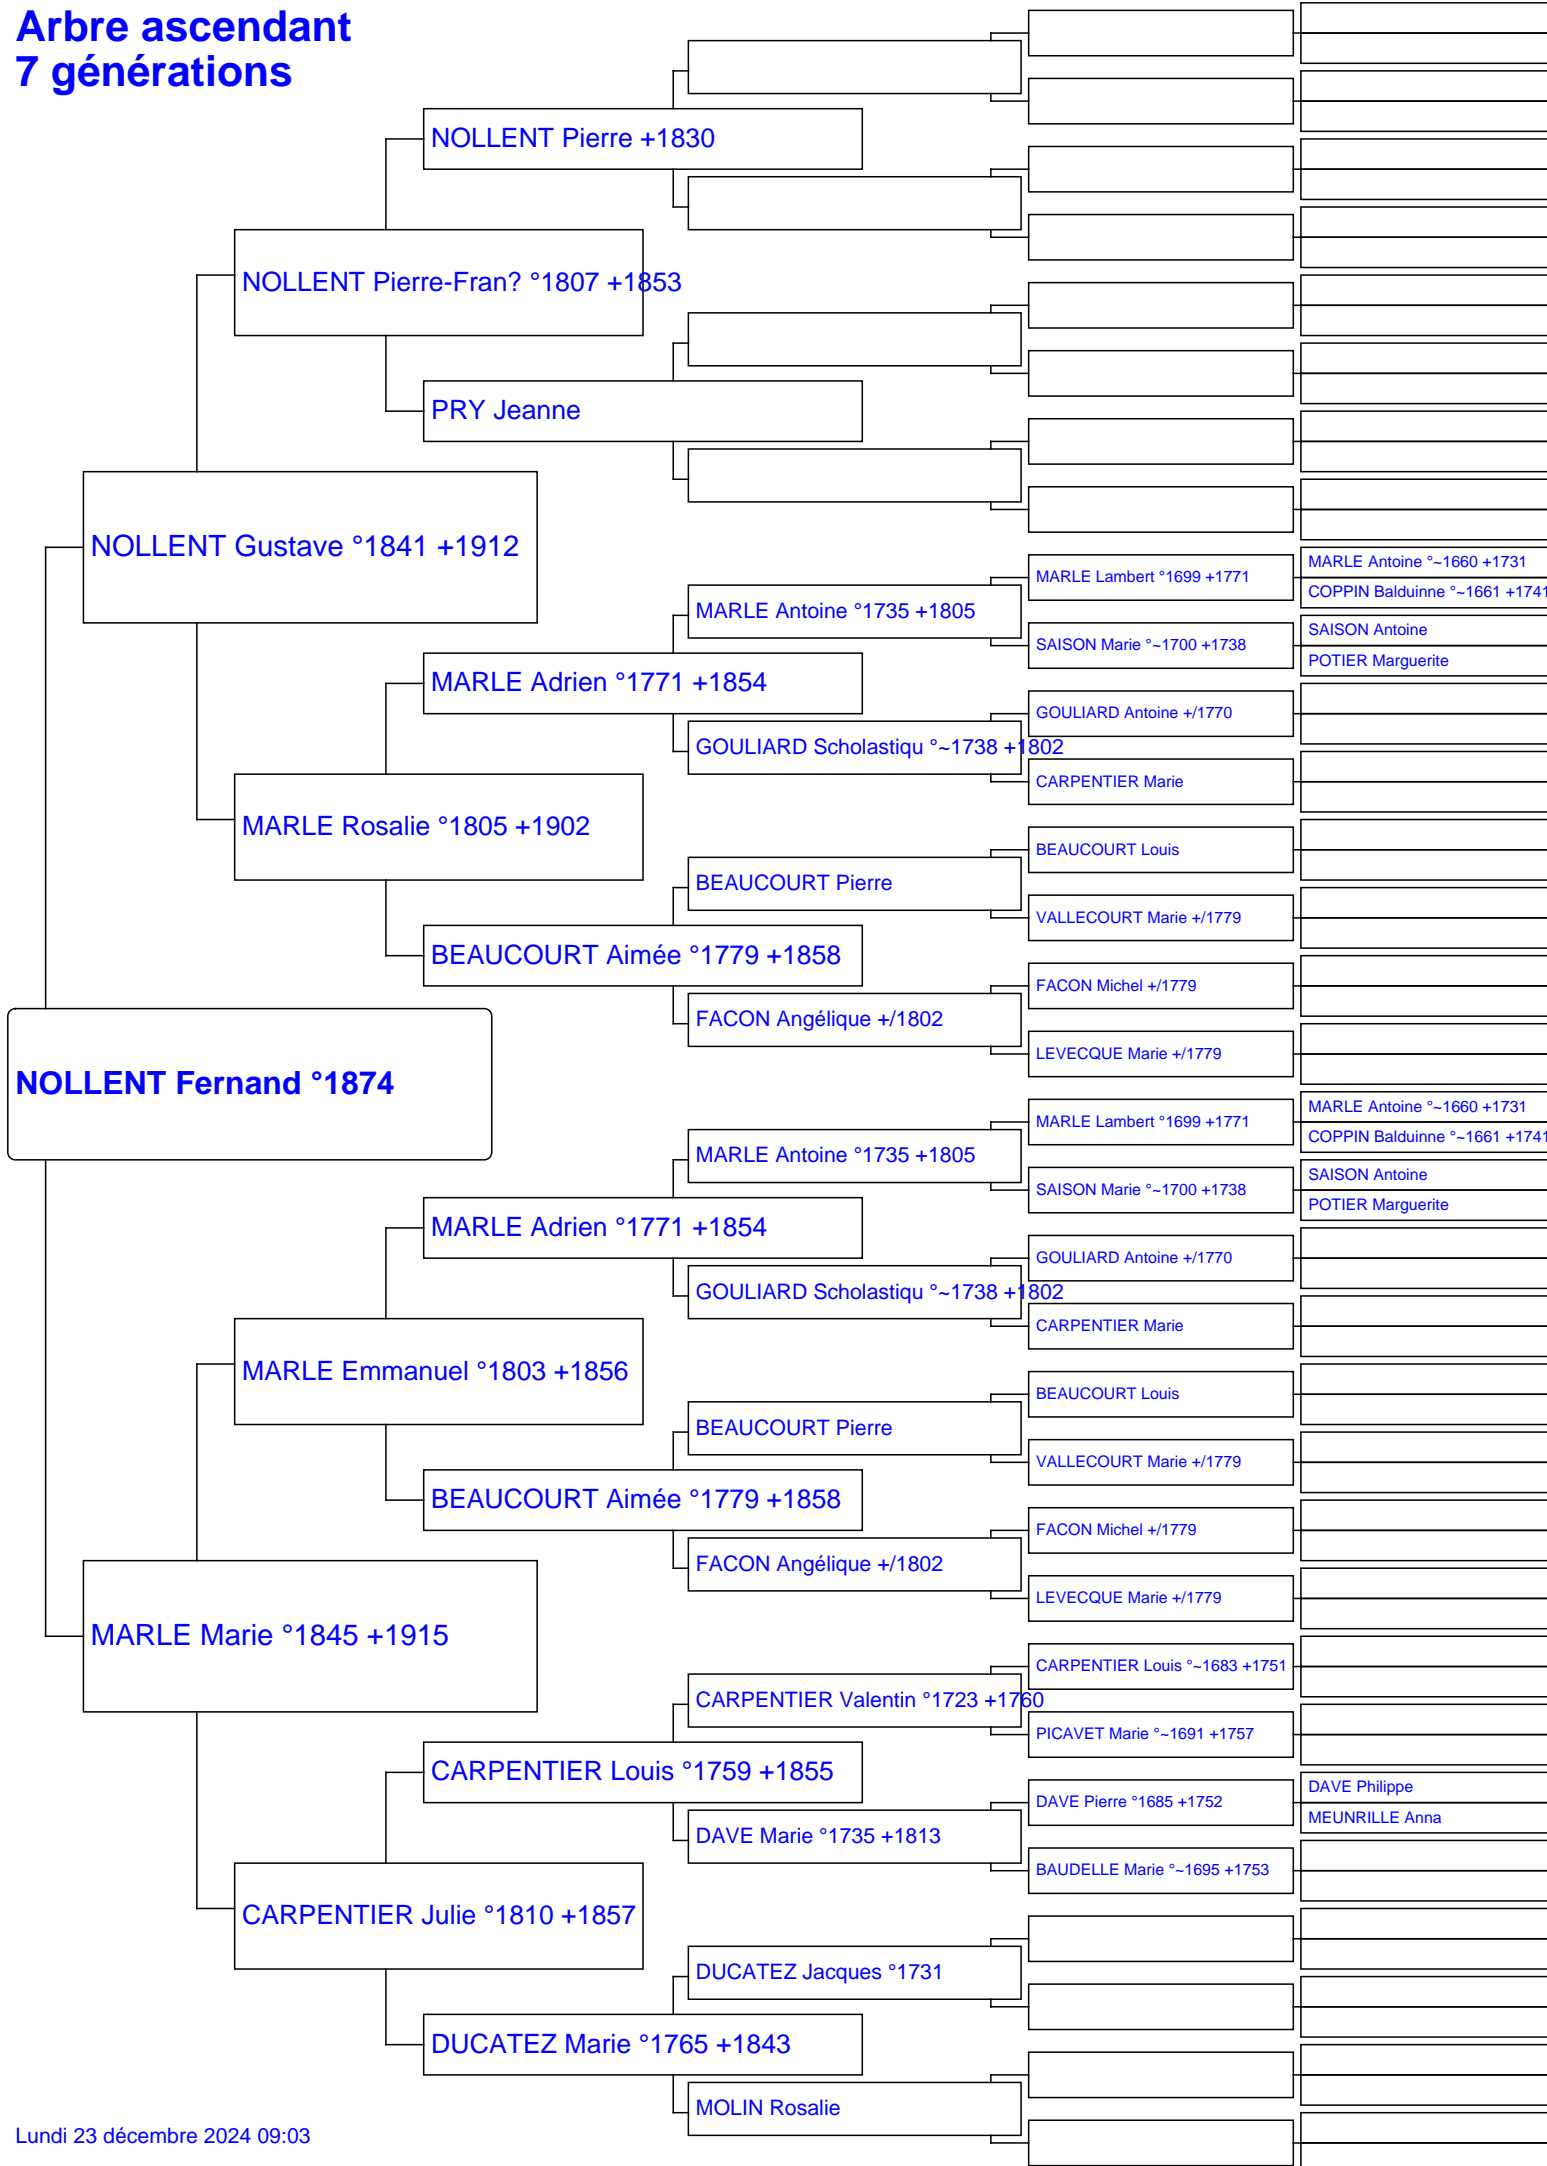 Arbre ascendant
7 générations
NOLLENT Pierre +1830
NOLLENT Pierre-Fran? °1807 +1853
PRY Jeanne
NOLLENT Gustave °1841 +1912
MARLE Lambert °1699 +1771
MARLE Antoine °~1660 +1731
COPPIN Balduinne °~1661 +1741
MARLE Antoine °1735 +1805
SAISON Marie °~1700 +1738
SAISON Antoine
POTIER Marguerite
MARLE Adrien °1771 +1854
GOULIARD Antoine +/1770
GOULIARD Scholastiqu °~1738 +1802
CARPENTIER Marie
MARLE Rosalie °1805 +1902
BEAUCOURT Louis
BEAUCOURT Pierre
VALLECOURT Marie +/1779
BEAUCOURT Aimée °1779 +1858
FACON Michel +/1779
FACON Angélique +/1802
LEVECQUE Marie +/1779
NOLLENT Fernand °1874
MARLE Lambert °1699 +1771
MARLE Antoine °~1660 +1731
COPPIN Balduinne °~1661 +1741
MARLE Antoine °1735 +1805
SAISON Marie °~1700 +1738
SAISON Antoine
POTIER Marguerite
MARLE Adrien °1771 +1854
GOULIARD Antoine +/1770
GOULIARD Scholastiqu °~1738 +1802
CARPENTIER Marie
MARLE Emmanuel °1803 +1856
BEAUCOURT Louis
BEAUCOURT Pierre
VALLECOURT Marie +/1779
BEAUCOURT Aimée °1779 +1858
FACON Michel +/1779
FACON Angélique +/1802
LEVECQUE Marie +/1779
MARLE Marie °1845 +1915
CARPENTIER Louis °~1683 +1751
CARPENTIER Valentin °1723 +1760
PICAVET Marie °~1691 +1757
CARPENTIER Louis °1759 +1855
DAVE Pierre °1685 +1752
DAVE Philippe
MEUNRILLE Anna
DAVE Marie °1735 +1813
BAUDELLE Marie °~1695 +1753
CARPENTIER Julie °1810 +1857
DUCATEZ Jacques °1731
DUCATEZ Marie °1765 +1843
MOLIN Rosalie
Lundi 23 décembre 2024 09:03